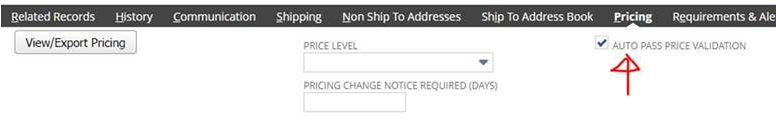 Related Records History Communication Shipping Non Ship To Addresses Ship To Address Book Pricing Requirements & Ale
View/Export Pricing
PRICE LEVEL
AUTO PASS PRICE VALIDATION
PRICING CHANGE NOTICE REQUIRED (DAYS)